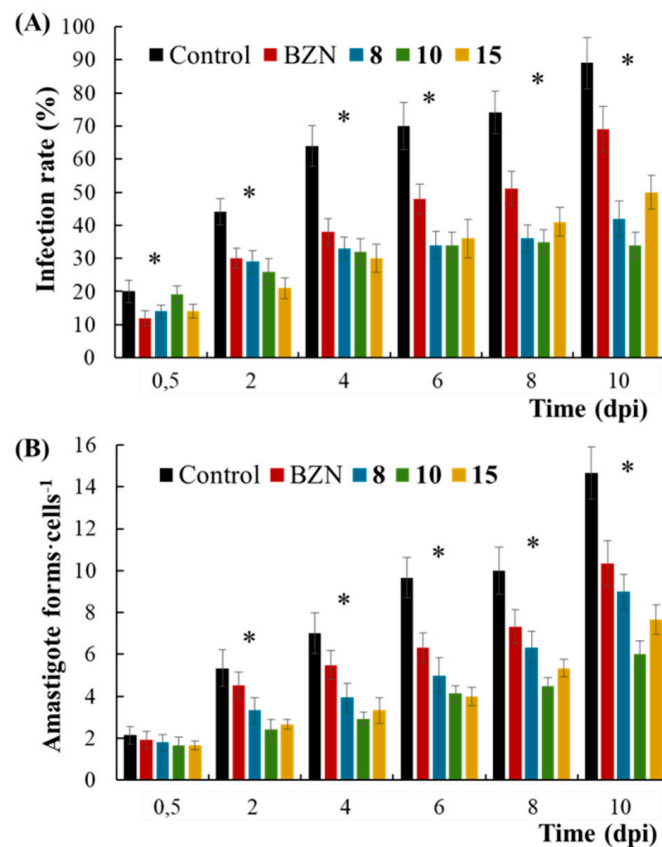 (A)
Control BZN 8 10 15
Infection rate (%)
100
90
80
70
60
50
40
30
20
10
0
* * * * * *
0,5 2 4 6 8 10
Time (dpi)
(B)
Control BZN 8 10 15
Amastigote forms·cells⁻¹
16
14
12
10
8
6
4
2
0
* * * * *
0,5 2 4 6 8 10
Time (dpi)